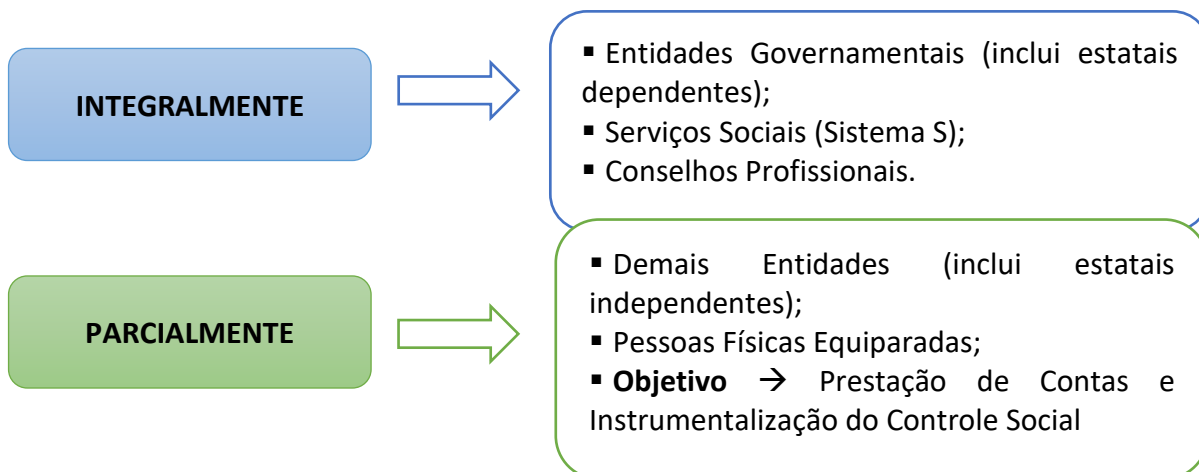 INTEGRALMENTE
▪ Entidades Governamentais (inclui estatais
dependentes);
▪ Serviços Sociais (Sistema S);
▪ Conselhos Profissionais.
PARCIALMENTE
▪ Demais Entidades (inclui estatais
independentes);
▪ Pessoas Físicas Equiparadas;
▪ Objetivo → Prestação de Contas e
Instrumentalização do Controle Social